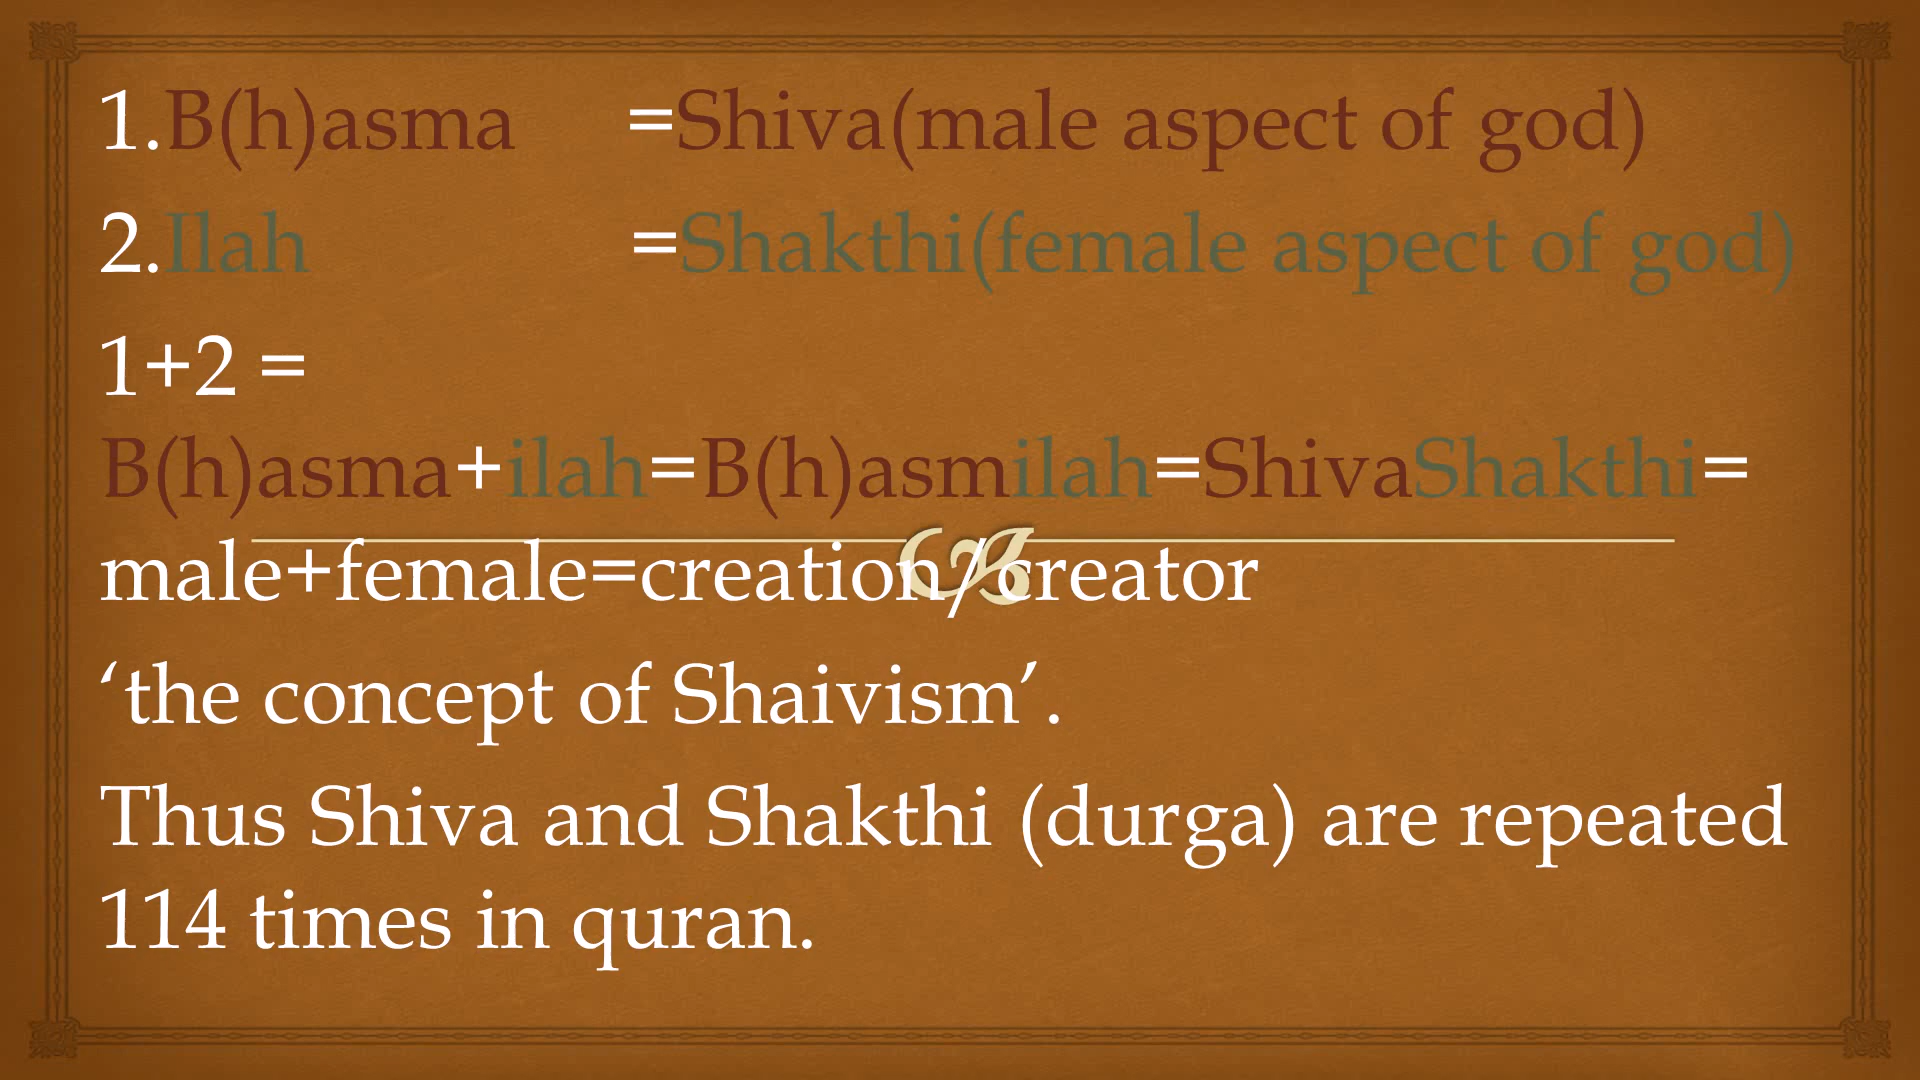 1.B(h)asma =Shiva(male aspect of god)
2.Ilah =Shakthi(female aspect of god)
1+2 =
B(h)asma+ilah=B(h)asmilah=ShivaShakthi=
male+female=creation/creator
‘the concept of Shaivism’.
Thus Shiva and Shakthi (durga) are repeated
114 times in quran.